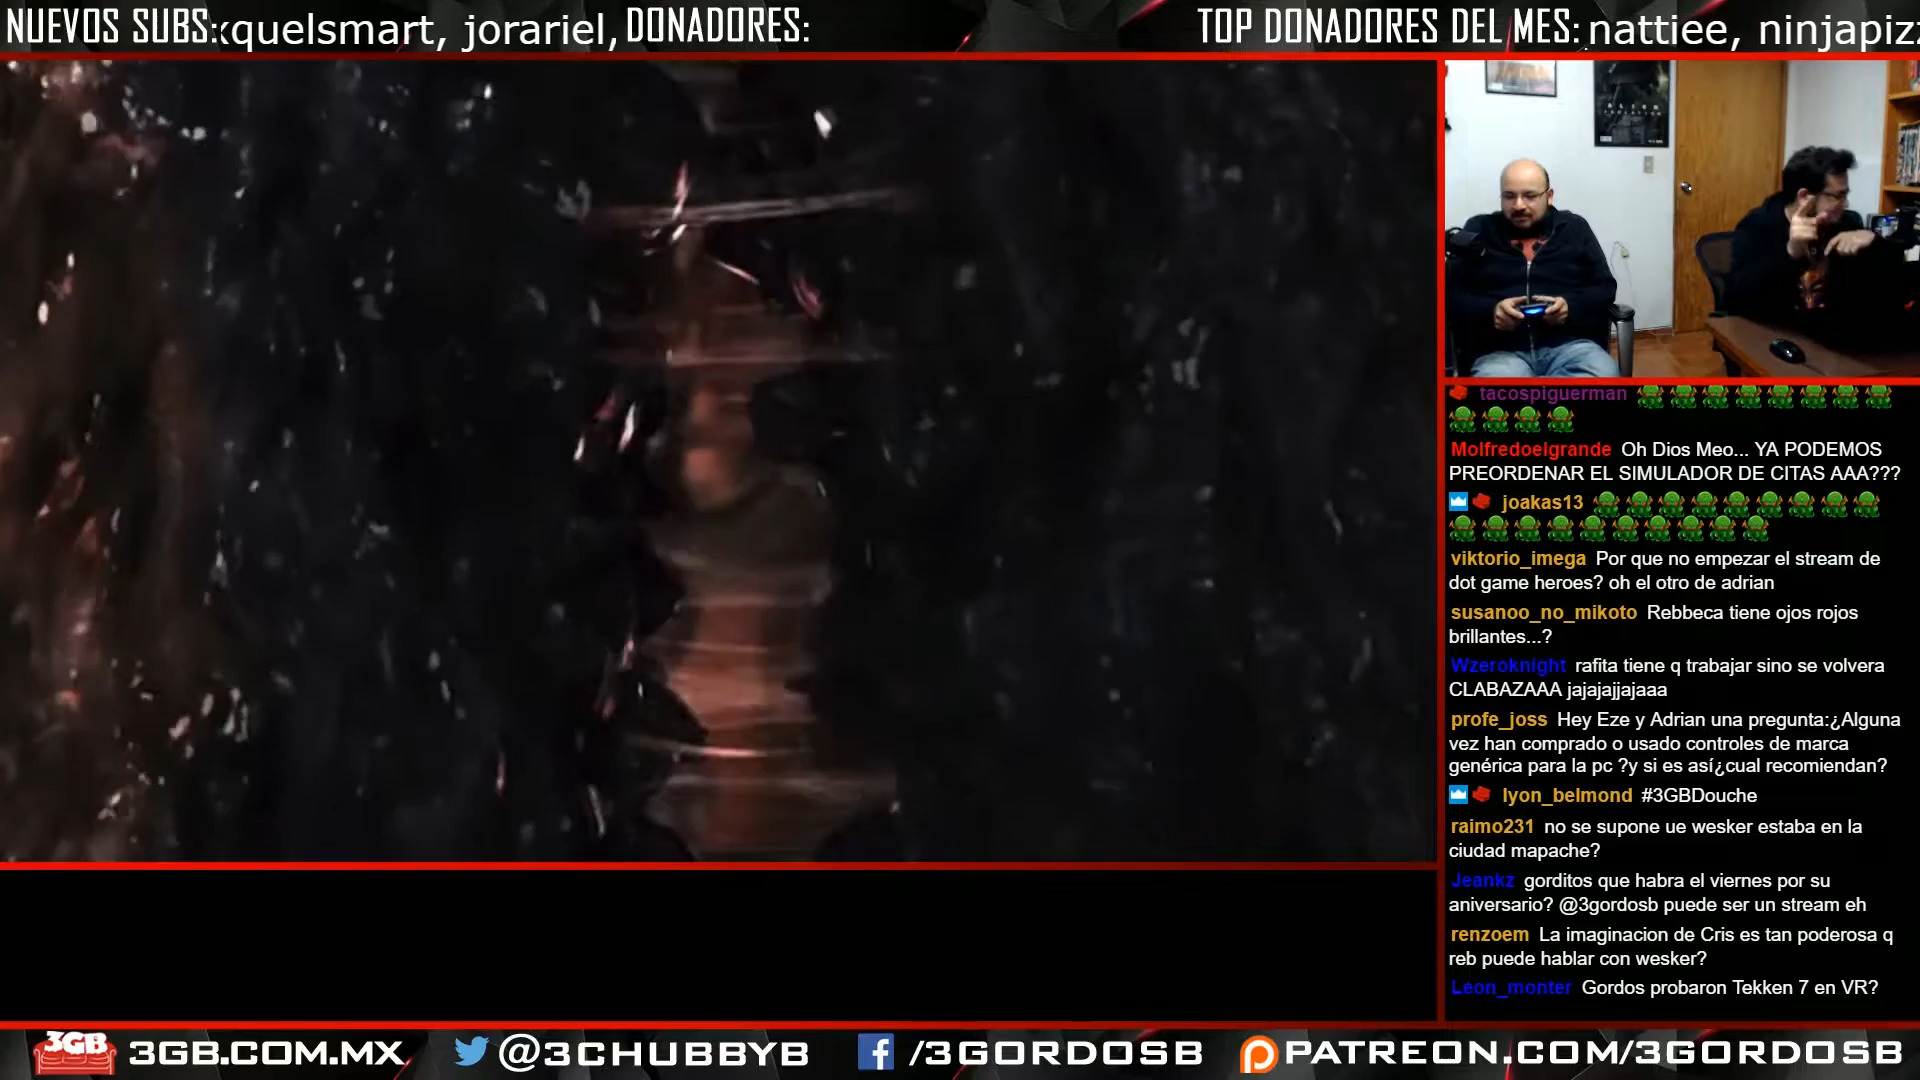 NUEVOS SUBS: xquelsmart, jorariel, DONADORES: TOP DONADORES DEL MES: nattiee, ninjapizz
tacospiguerman
Molfredoelgrande Oh Dios Meo... YA PODEMOS
PREORDENAR EL SIMULADOR DE CITAS AAA???
joakas13
viktorio_imega Por que no empezar el stream de
dot game heroes? oh el otro de adrian
susanoo_no_mikoto Rebbeca tiene ojos rojos
brillantes...?
Wzeroknight rafita tiene q trabajar sino se volvera
CLABAZAAA jajajajjajaaa
profe_joss Hey Eze y Adrian una pregunta:¿Alguna
vez han comprado o usado controles de marca
genérica para la pc ?y si es así¿cual recomiendan?
lyon_belmond #3GBDouche
raimo231 no se supone ue wesker estaba en la
ciudad mapache?
Jeankz gorditos que habra el viernes por su
aniversario? @3gordosb puede ser un stream eh
renzoem La imaginacion de Cris es tan poderosa q
reb puede hablar con wesker?
Leon_monter Gordos probaron Tekken 7 en VR?
3GB 3GB.COM.MX @3CHUBBYB /3GORDOSB PATREON.COM/3GORDOSB